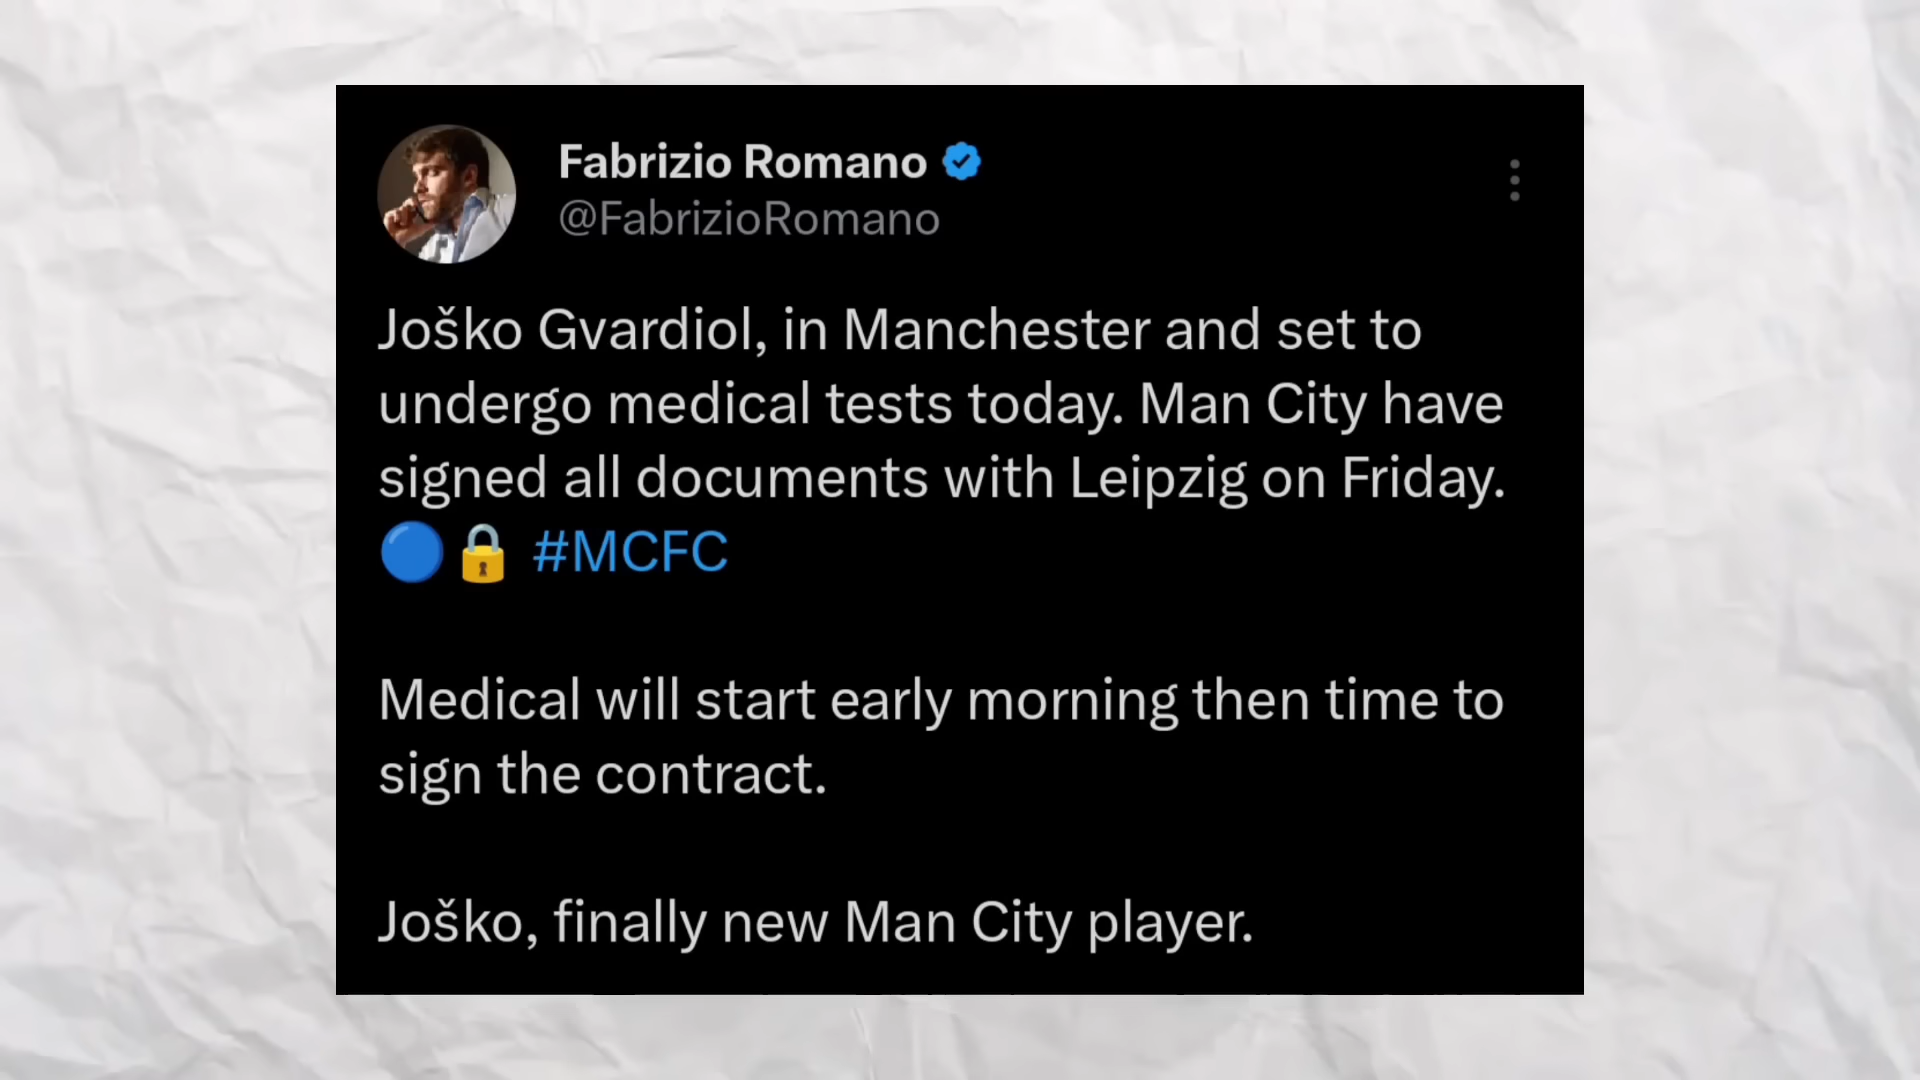 Fabrizio Romano
@FabrizioRomano
Joško Gvardiol, in Manchester and set to
undergo medical tests today. Man City have
signed all documents with Leipzig on Friday.
🔵🔒 #MCFC
Medical will start early morning then time to
sign the contract.
Joško, finally new Man City player.